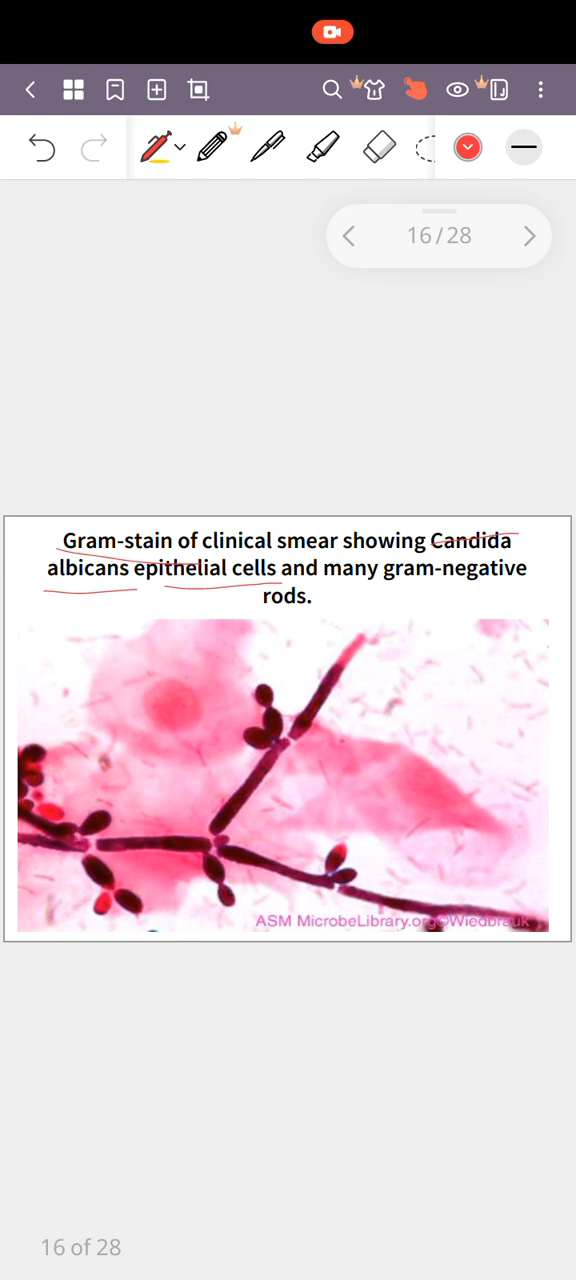 16/28
Gram-stain of clinical smear showing Candida
albicans epithelial cells and many gram-negative
rods.
ASM MicrobeLibrary.org©Wiedbrauk
16 of 28